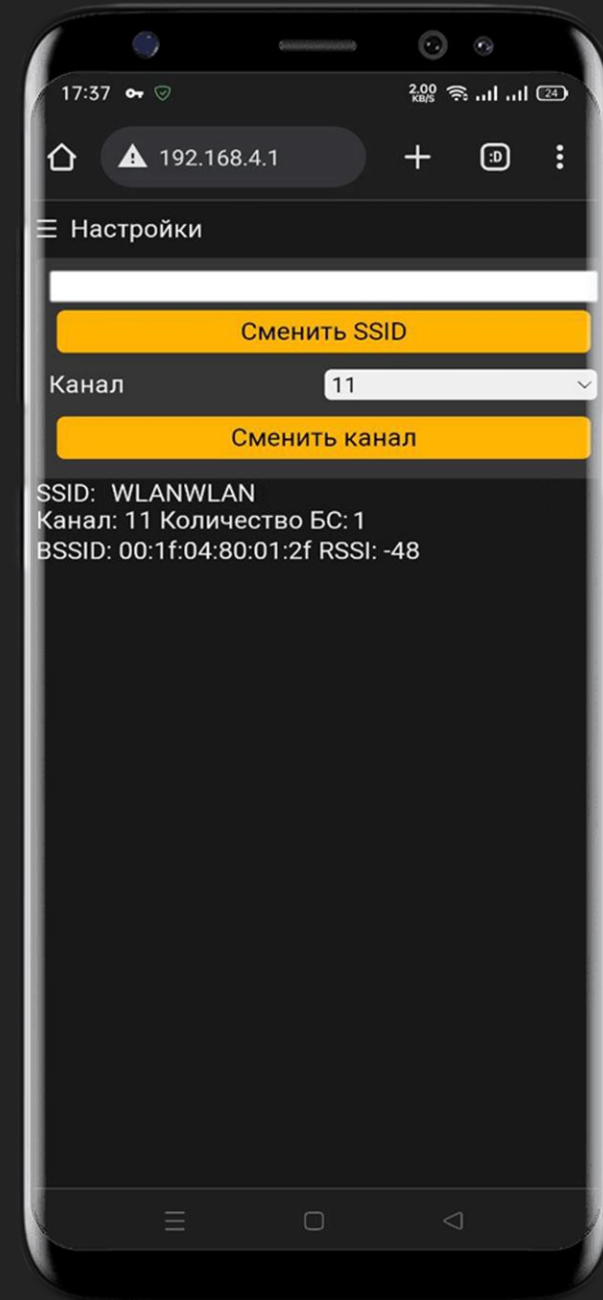 17:37
2.00
KB/S
24
192.168.4.1
:D
Настройки
Сменить SSID
Канал
11
Сменить канал
SSID: WLANWLAN
Канал: 11 Количество БС: 1
BSSID: 00:1f:04:80:01:2f RSSI: -48